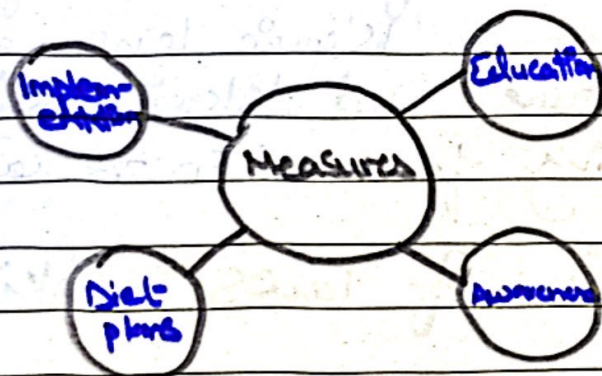 Implem-
entation
Education
Measures
Diet-
plans
Awareness